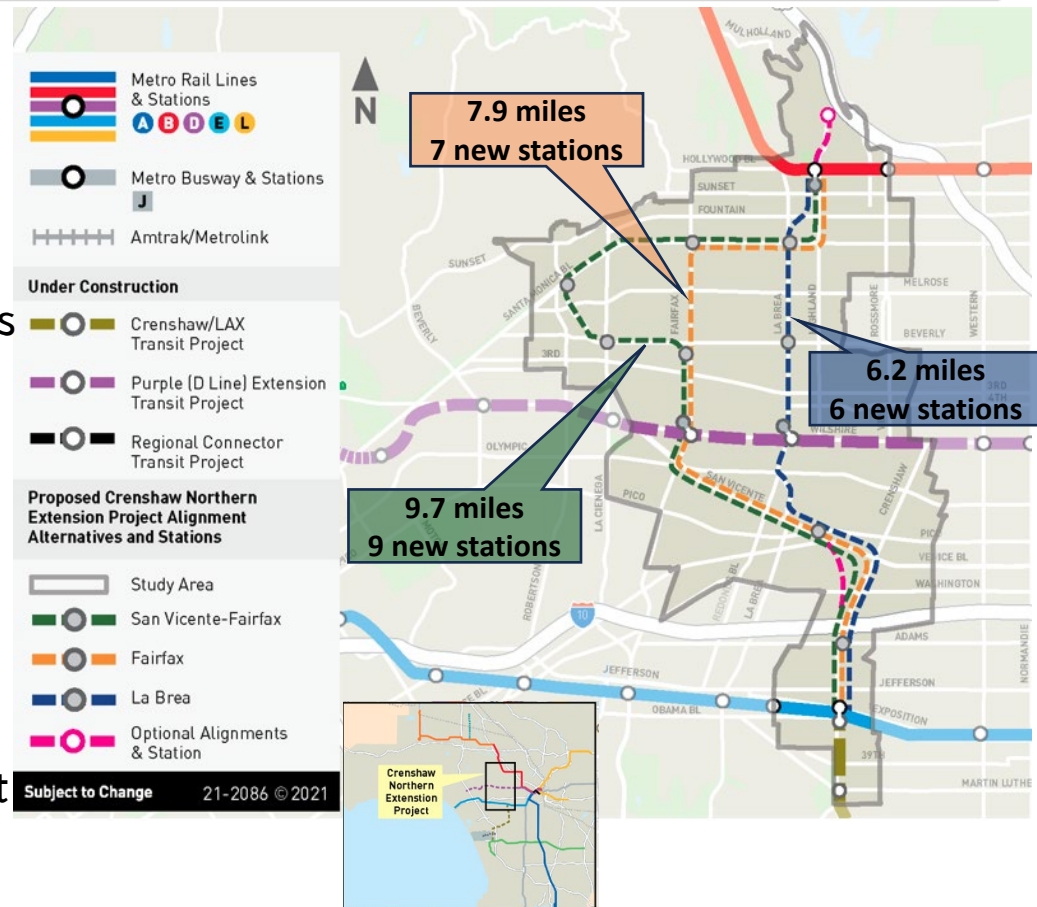 Metro Rail Lines
& Stations
A B D E L
Metro Busway & Stations
J
Amtrak/Metrolink
Under Construction
Crenshaw/LAX
Transit Project
Purple (D Line) Extension
Transit Project
Regional Connector
Transit Project
Proposed Crenshaw Northern
Extension Project Alignment
Alternatives and Stations
Study Area
San Vicente-Fairfax
Fairfax
La Brea
Optional Alignments
& Station
Subject to Change 21-2086 © 2021
s
t
N
7.9 miles
7 new stations
6.2 miles
6 new stations
9.7 miles
9 new stations
MULHOLLAND
HOLLYWOOD BL
SUNSET
FOUNTAIN
SUNSET
SANTA MONICA BL
BEVERLY
FAIRFAX
LA BREA
HIGHLAND
ROSSMORE
MELROSE
WESTERN
BEVERLY
3RD
3RD
4TH
WILSHIRE
OLYMPIC
SAN VICENTE
CRENSHAW
PICO
LA CIENEGA
PICO
VENICE BL
WASHINGTON
ROBERTSON
REDONDO BL
LA BREA
10
ADAMS
NORMANDIE
JEFFERSON
JEFFERSON
OBAMA BL
EXPOSITION
39TH
MARTIN LUTHE
Crenshaw
Northern
Extenstion
Project